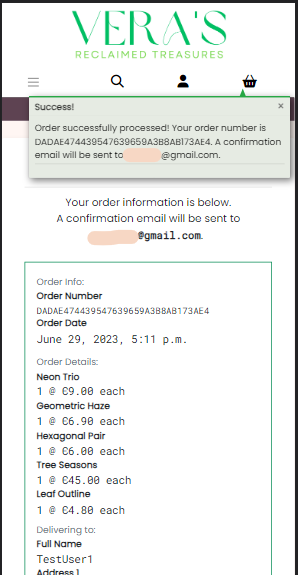 VERA'S
RECLAIMED TREASURES
Success!
×
Order successfully processed! Your order number is
DADAE474439547639659A3B8AB173AE4. A confirmation
email will be sent to @gmail.com.
Your order information is below.
A confirmation email will be sent to
@gmail.com.
Order Info:
Order Number
DADAE474439547639659A3B8AB173AE4
Order Date
June 29, 2023, 5:11 p.m.
Order Details:
Neon Trio
1 @ €9.00 each
Geometric Haze
1 @ €6.90 each
Hexagonal Pair
1 @ €6.00 each
Tree Seasons
1 @ €45.00 each
Leaf Outline
1 @ €4.80 each
Delivering to:
Full Name
TestUser1
Address 1